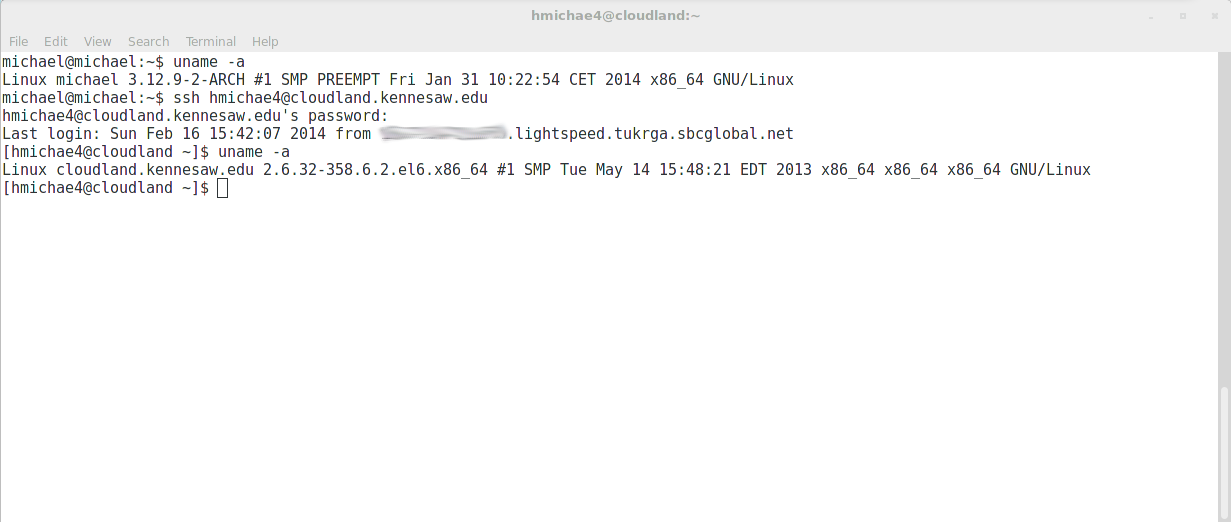 hmichae4@cloudland:~
File Edit View Search Terminal Help
michael@michael:~$ uname -a
Linux michael 3.12.9-2-ARCH #1 SMP PREEMPT Fri Jan 31 10:22:54 CET 2014 x86_64 GNU/Linux
michael@michael:~$ ssh hmichae4@cloudland.kennesaw.edu
hmichae4@cloudland.kennesaw.edu's password:
Last login: Sun Feb 16 15:42:07 2014 from .lightspeed.tukrga.sbcglobal.net
[hmichae4@cloudland ~]$ uname -a
Linux cloudland.kennesaw.edu 2.6.32-358.6.2.el6.x86_64 #1 SMP Tue May 14 15:48:21 EDT 2013 x86_64 x86_64 x86_64 GNU/Linux
[hmichae4@cloudland ~]$